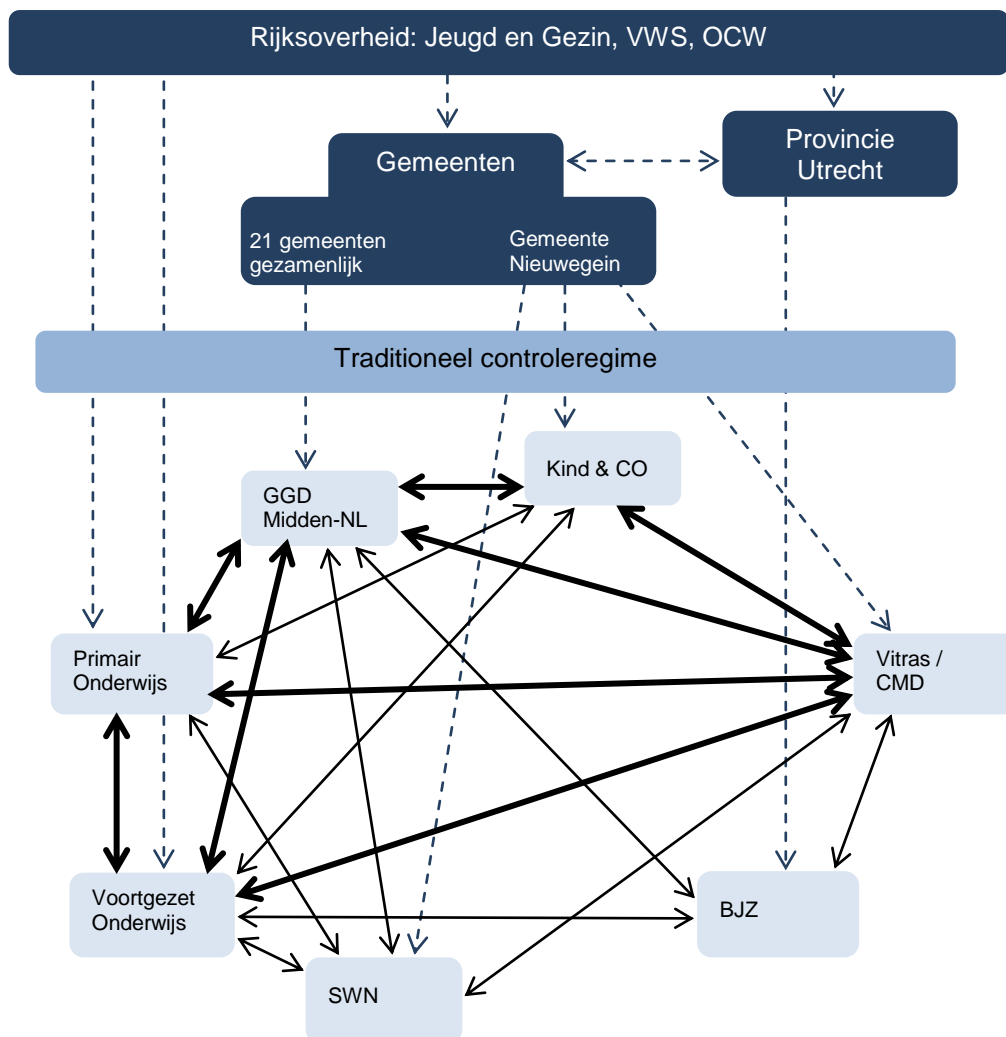 Rijksoverheid: Jeugd en Gezin, VWS, OCW
Gemeenten
Provincie
Utrecht
21 gemeenten
gezamenlijk
Gemeente
Nieuwegein
Traditioneel controleregime
Kind & CO
GGD
Midden-NL
Primair
Onderwijs
Vitras /
CMD
Voortgezet
Onderwijs
BJZ
SWN